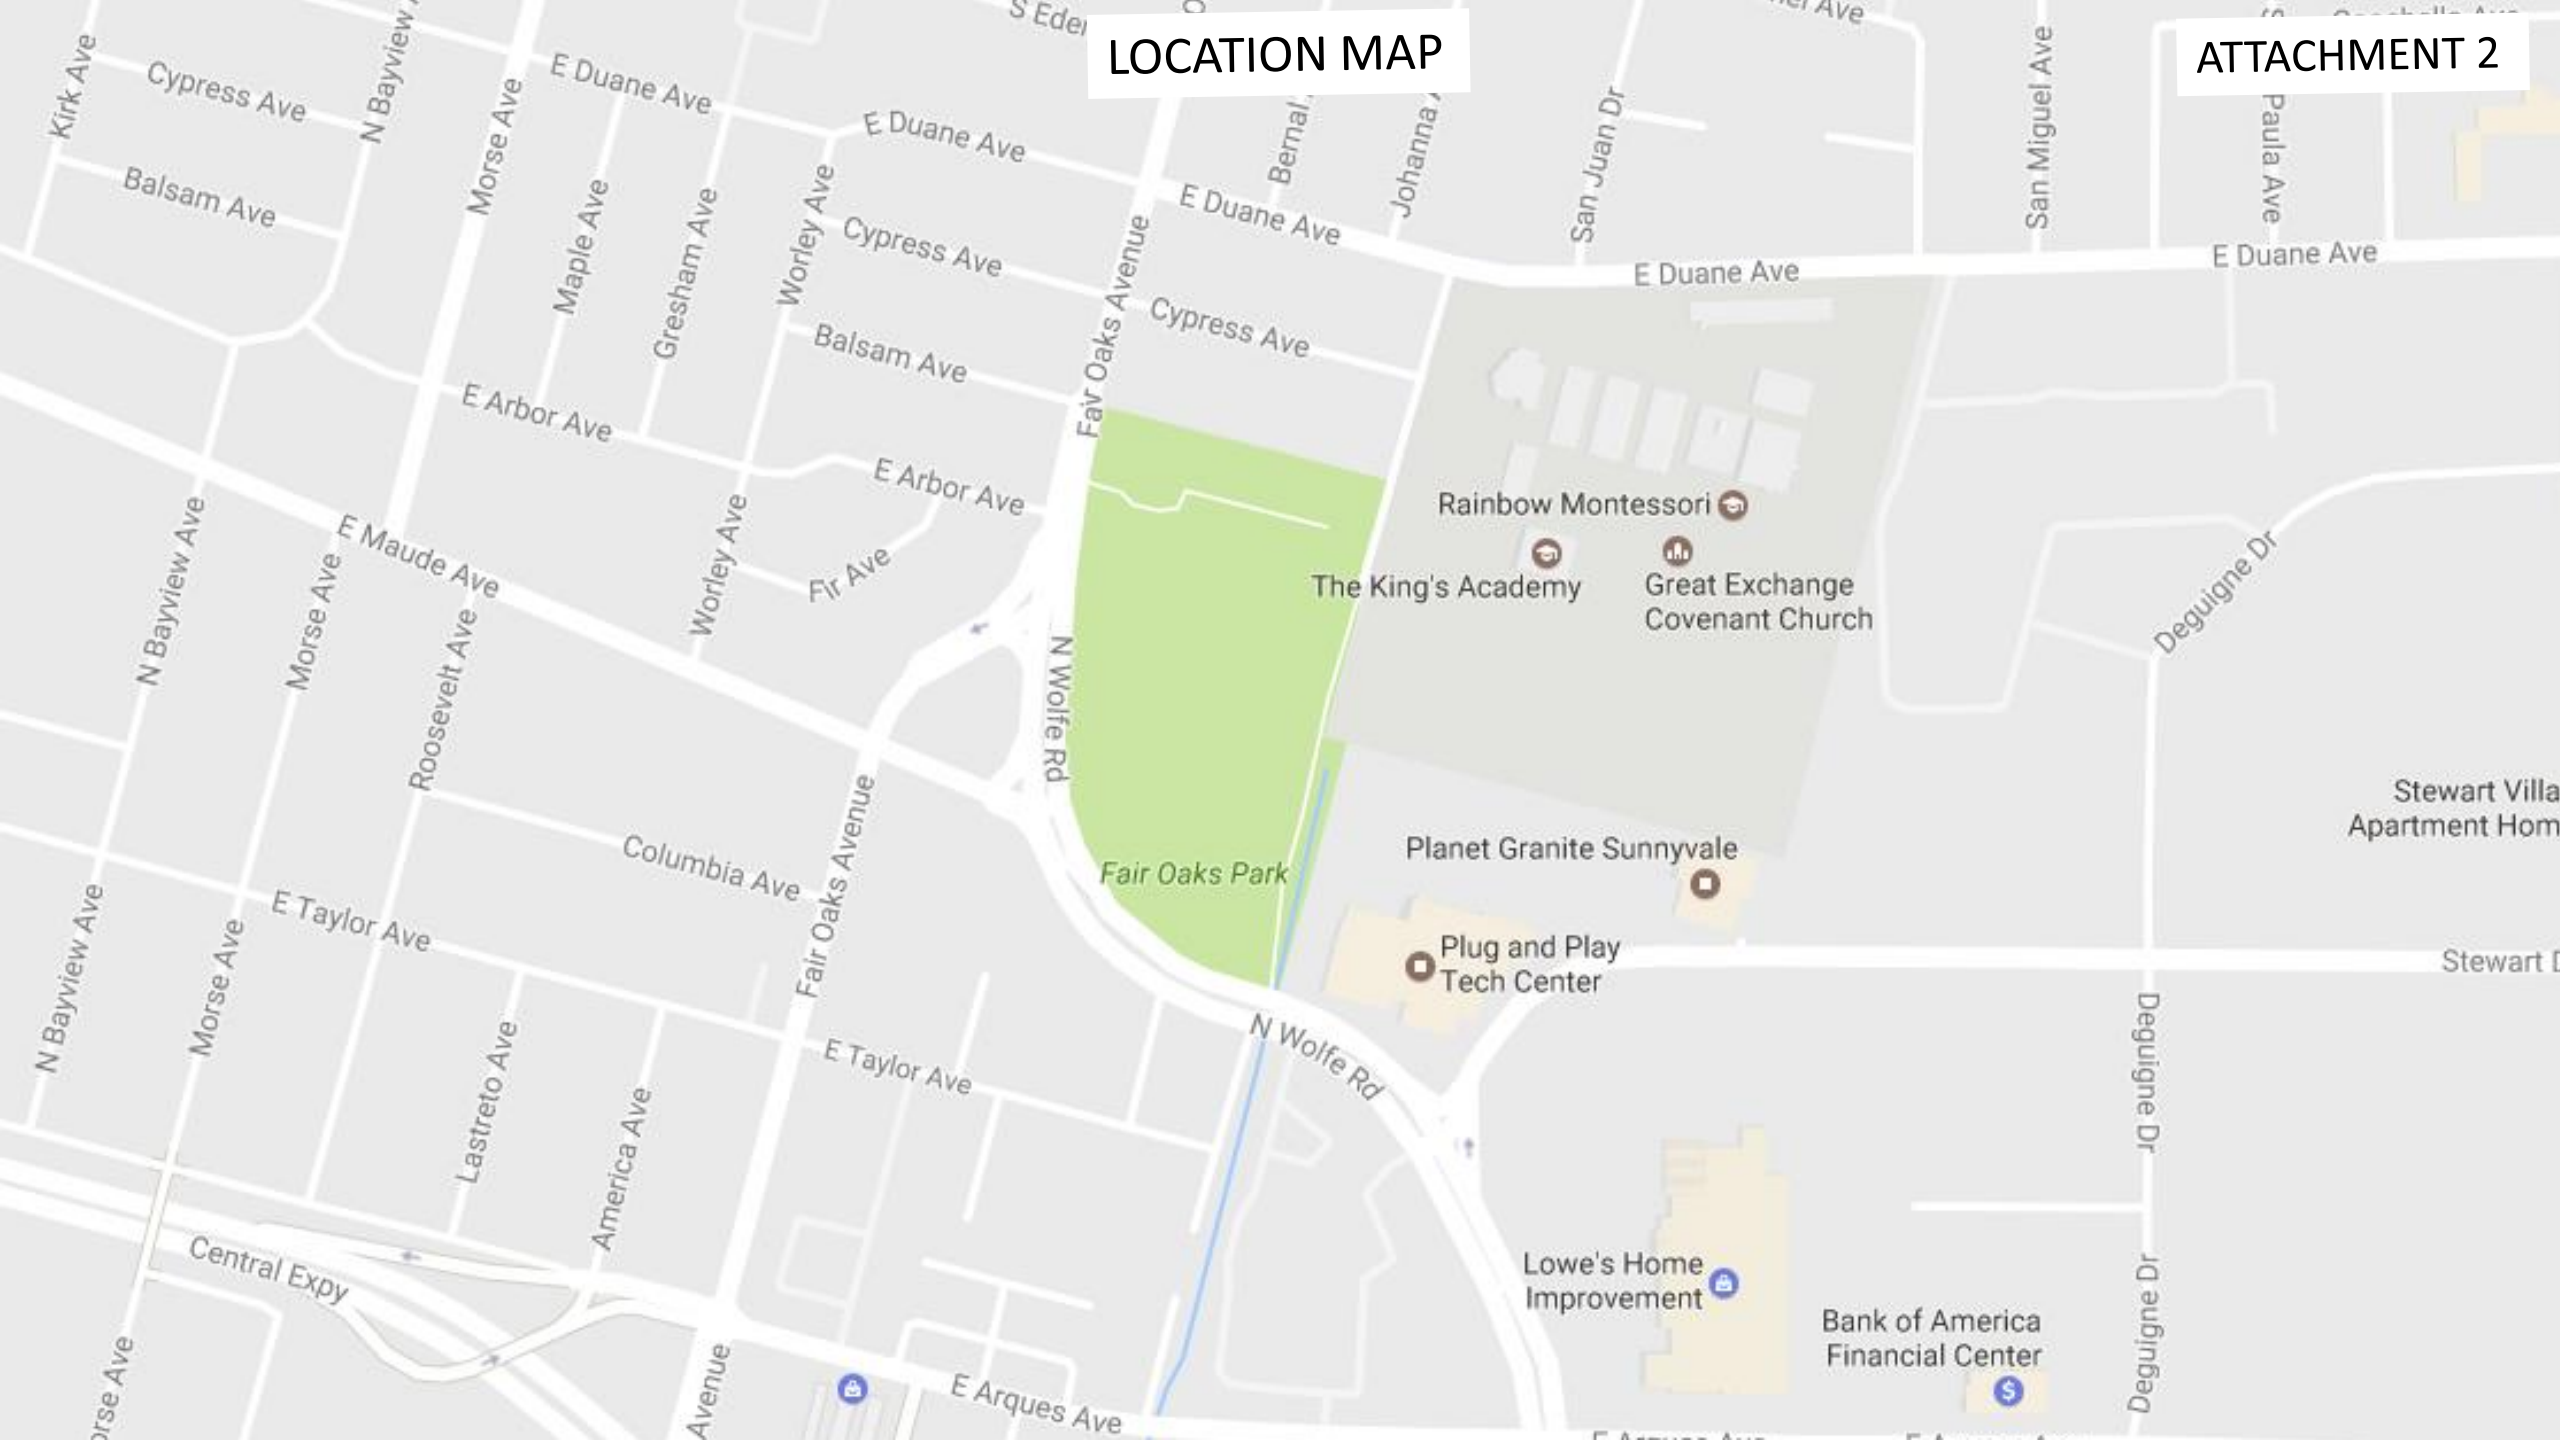 S Eder
LOCATION MAP
ATTACHMENT 2
Kirk Ave
Cypress Ave
N Bayview
Morse Ave
E Duane Ave
E Duane Ave
E Duane Ave
E Duane Ave
E Duane Ave
Bernal
Johanna
San Juan Dr
San Miguel Ave
Paula Ave
Balsam Ave
Maple Ave
Gresham Ave
Worley Ave
Cypress Ave
Cypress Ave
Balsam Ave
Fair Oaks Avenue
E Arbor Ave
E Arbor Ave
Worley Ave
Fir Ave
N Bayview Ave
Morse Ave
E Maude Ave
Roosevelt Ave
N Wolfe Rd
Rainbow Montessori
The King's Academy
Great Exchange
Covenant Church
Deguigne Dr
Stewart Villa
Apartment Hom
Columbia Ave
Fair Oaks Avenue
Fair Oaks Park
Planet Granite Sunnyvale
Plug and Play
Tech Center
Stewart D
E Taylor Ave
N Bayview Ave
Morse Ave
Lastreto Ave
America Ave
E Taylor Ave
N Wolfe Rd
Deguigne Dr
Central Expy
Lowe's Home
Improvement
Bank of America
Financial Center
Deguigne Dr
orse Ave
Avenue
E Arques Ave
$